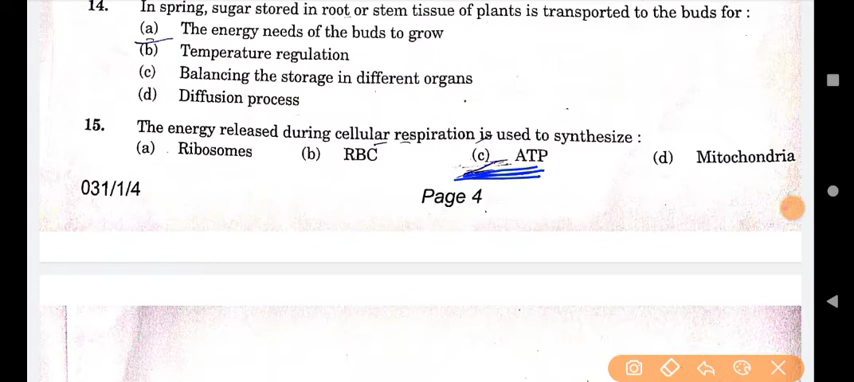 14. In spring, sugar stored in root or stem tissue of plants is transported to the buds for :
(a) The energy needs of the buds to grow
(b) Temperature regulation
(c) Balancing the storage in different organs
(d) Diffusion process
15. The energy released during cellular respiration is used to synthesize :
(a) Ribosomes (b) RBC (c) ATP (d) Mitochondria
031/1/4 Page 4